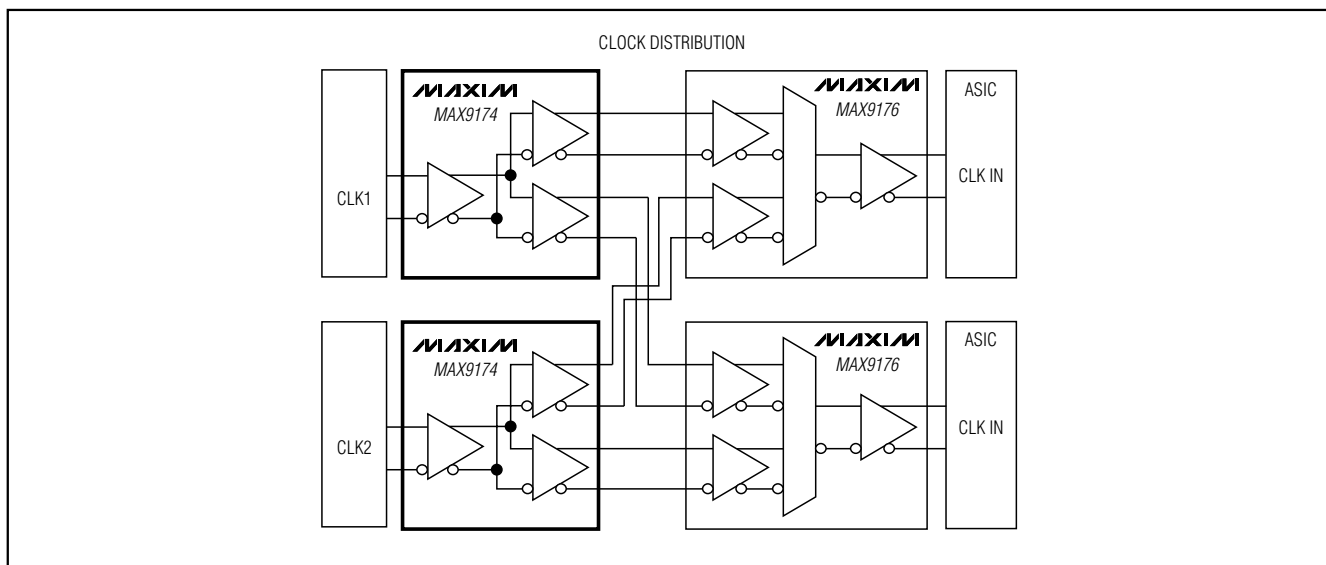 CLOCK DISTRIBUTION
MAXIM
MAX9174
CLK1
MAXIM
MAX9176
ASIC
CLK IN
MAXIM
MAX9174
CLK2
MAXIM
MAX9176
ASIC
CLK IN